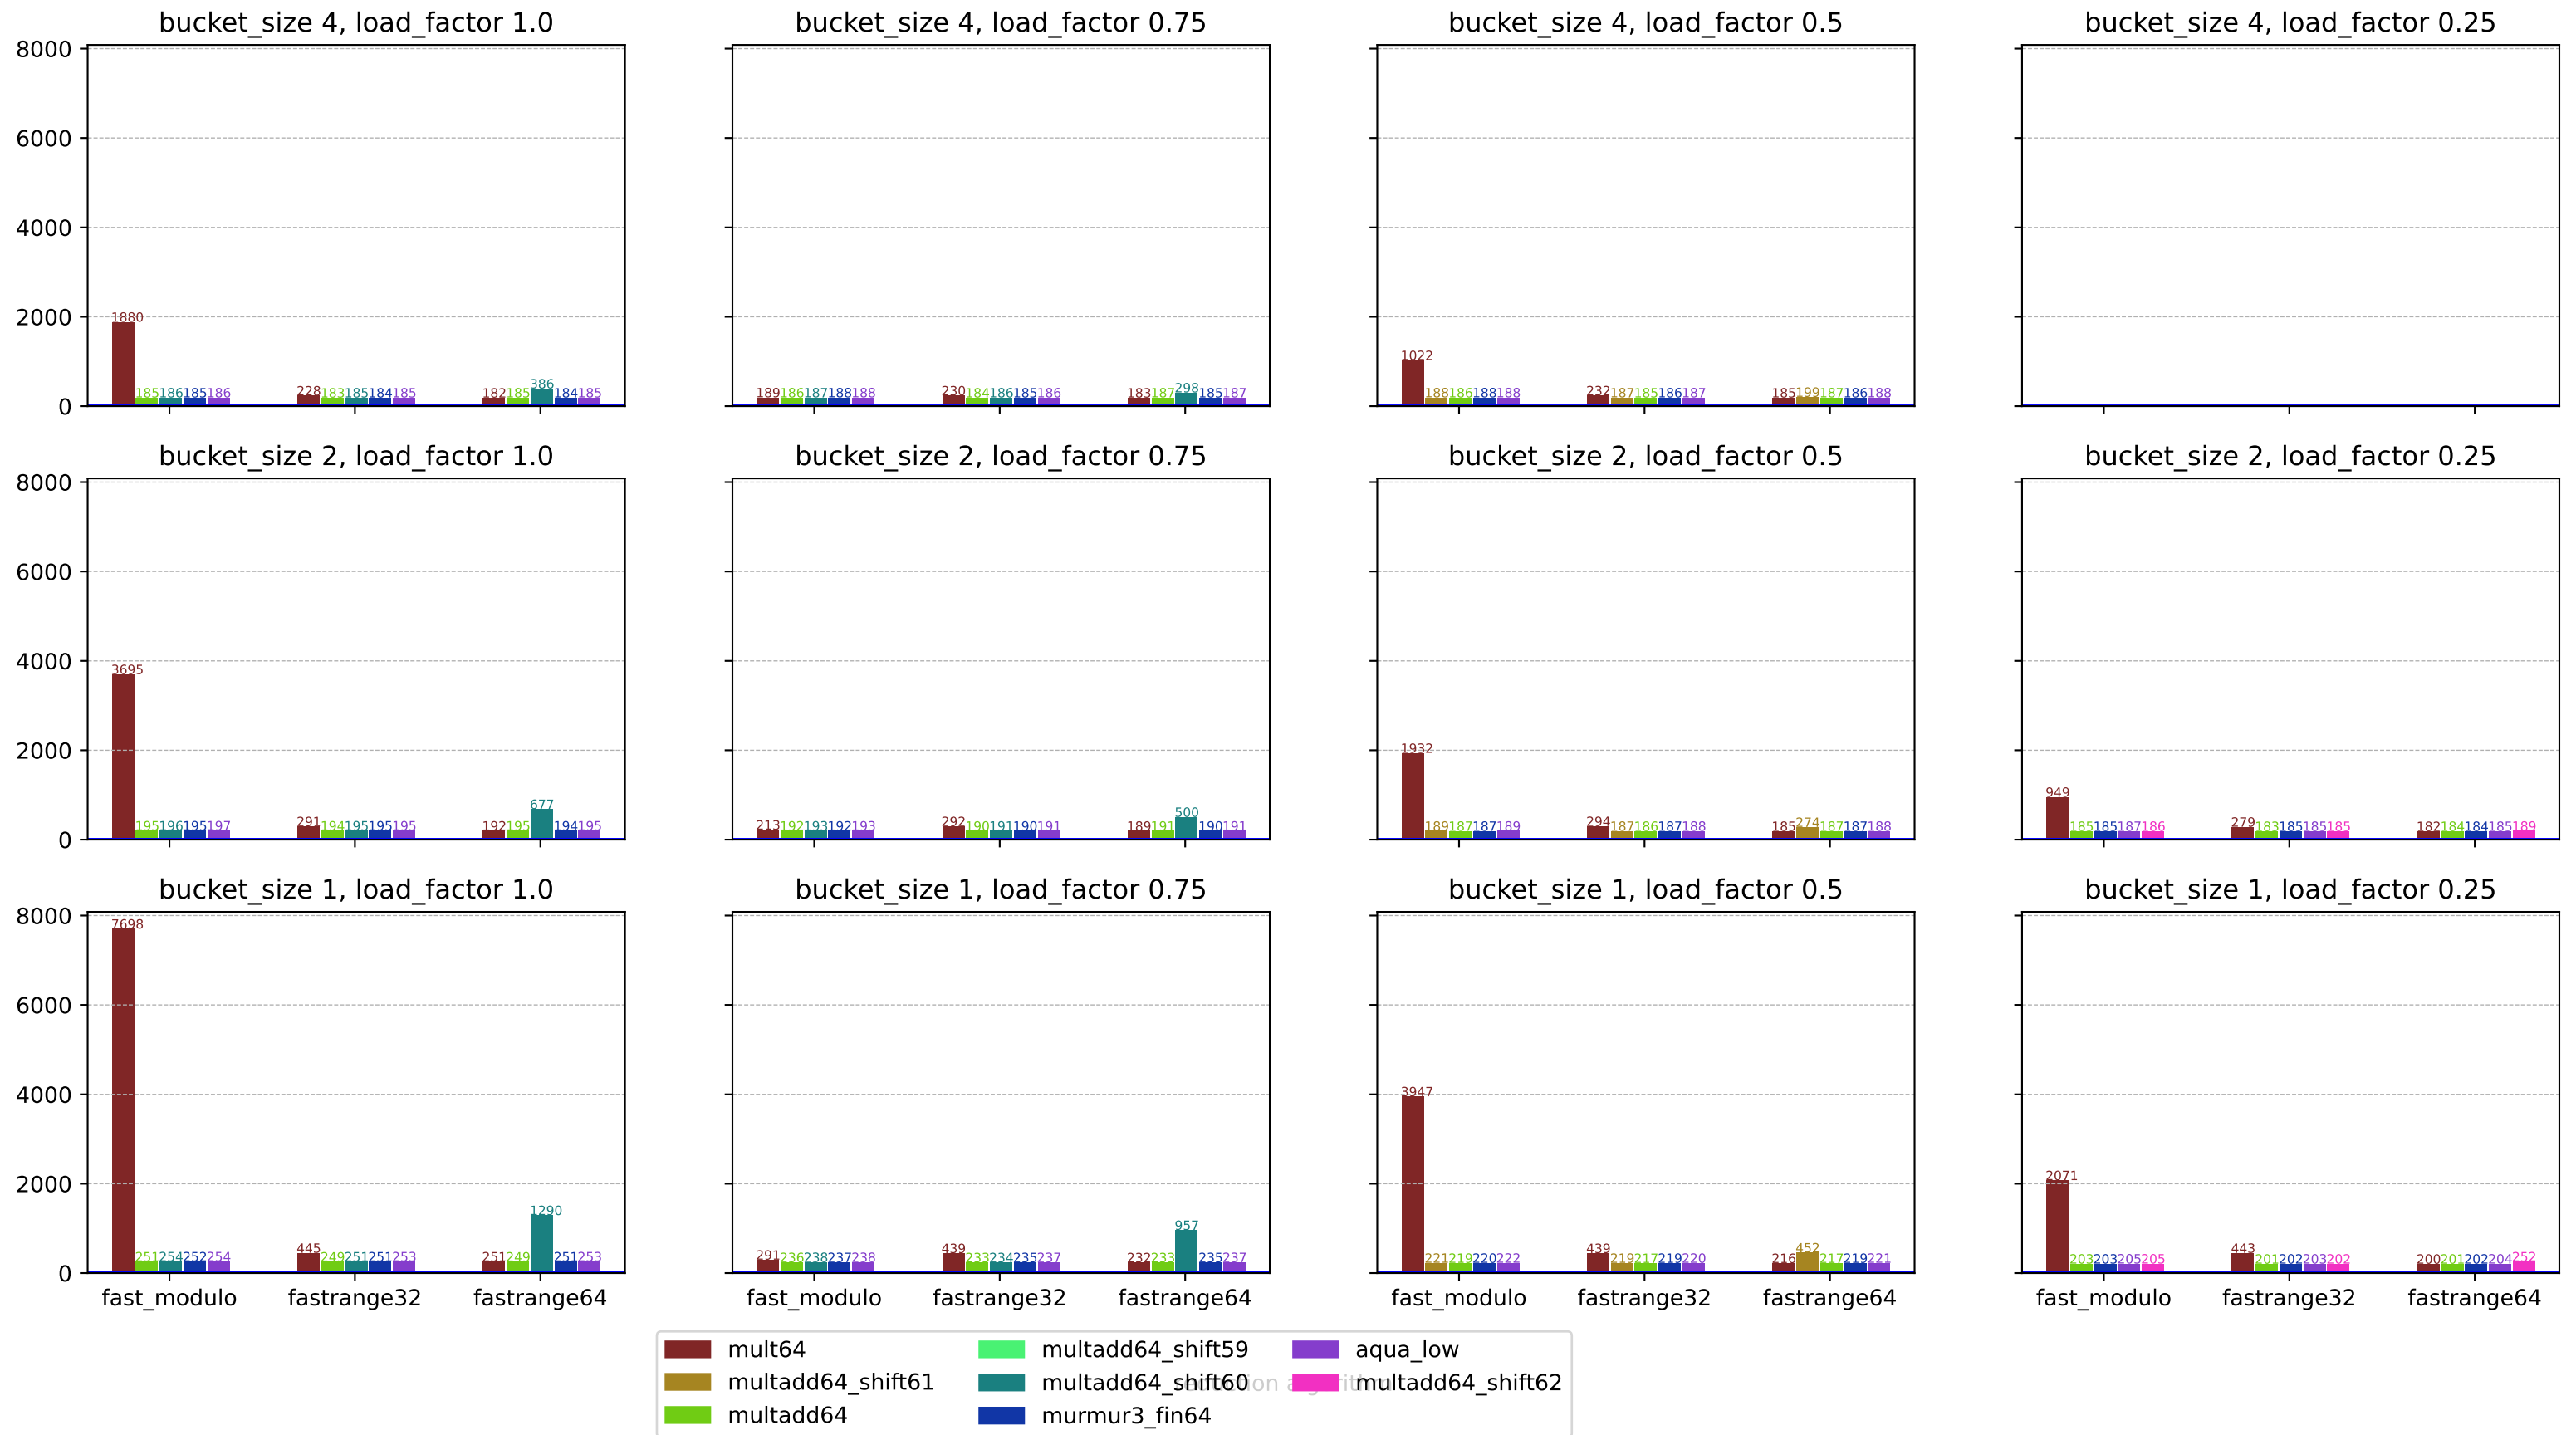 bucket_size 4, load_factor 1.0
bucket_size 4, load_factor 0.75
bucket_size 4, load_factor 0.5
bucket_size 4, load_factor 0.25
8000
6000
4000
2000
0
1880 185 186 185 186 228 183 185 184 185 182 185 386 184 185
189 186 187 188 188 230 184 186 185 186 183 187 298 185 187
1022 188 186 188 188 232 187 185 186 187 185 199 187 186 188
bucket_size 2, load_factor 1.0
bucket_size 2, load_factor 0.75
bucket_size 2, load_factor 0.5
bucket_size 2, load_factor 0.25
8000
6000
4000
2000
0
3695 195 196 195 197 291 194 195 195 195 192 195 677 194 195
213 192 193 192 193 292 190 191 190 191 189 191 500 190 191
1932 189 187 187 189 294 187 186 187 188 185 274 187 187 188
949 185 185 187 186 279 183 185 185 185 182 184 184 185 189
bucket_size 1, load_factor 1.0
bucket_size 1, load_factor 0.75
bucket_size 1, load_factor 0.5
bucket_size 1, load_factor 0.25
8000
6000
4000
2000
0
7698 251 254 252 254 445 249 251 251 253 251 249 1290 251 253
291 236 238 237 238 439 233 234 235 237 232 233 957 235 237
3947 221 219 220 222 439 219 217 219 220 216 452 217 219 221
2071 203 203 205 205 443 201 202 203 202 200 201 202 204 252
fast_modulo fastrange32 fastrange64
fast_modulo fastrange32 fastrange64
fast_modulo fastrange32 fastrange64
fast_modulo fastrange32 fastrange64
mult64
multadd64_shift61
multadd64
multadd64_shift59
multadd64_shift60
murmur3_fin64
aqua_low
multadd64_shift62